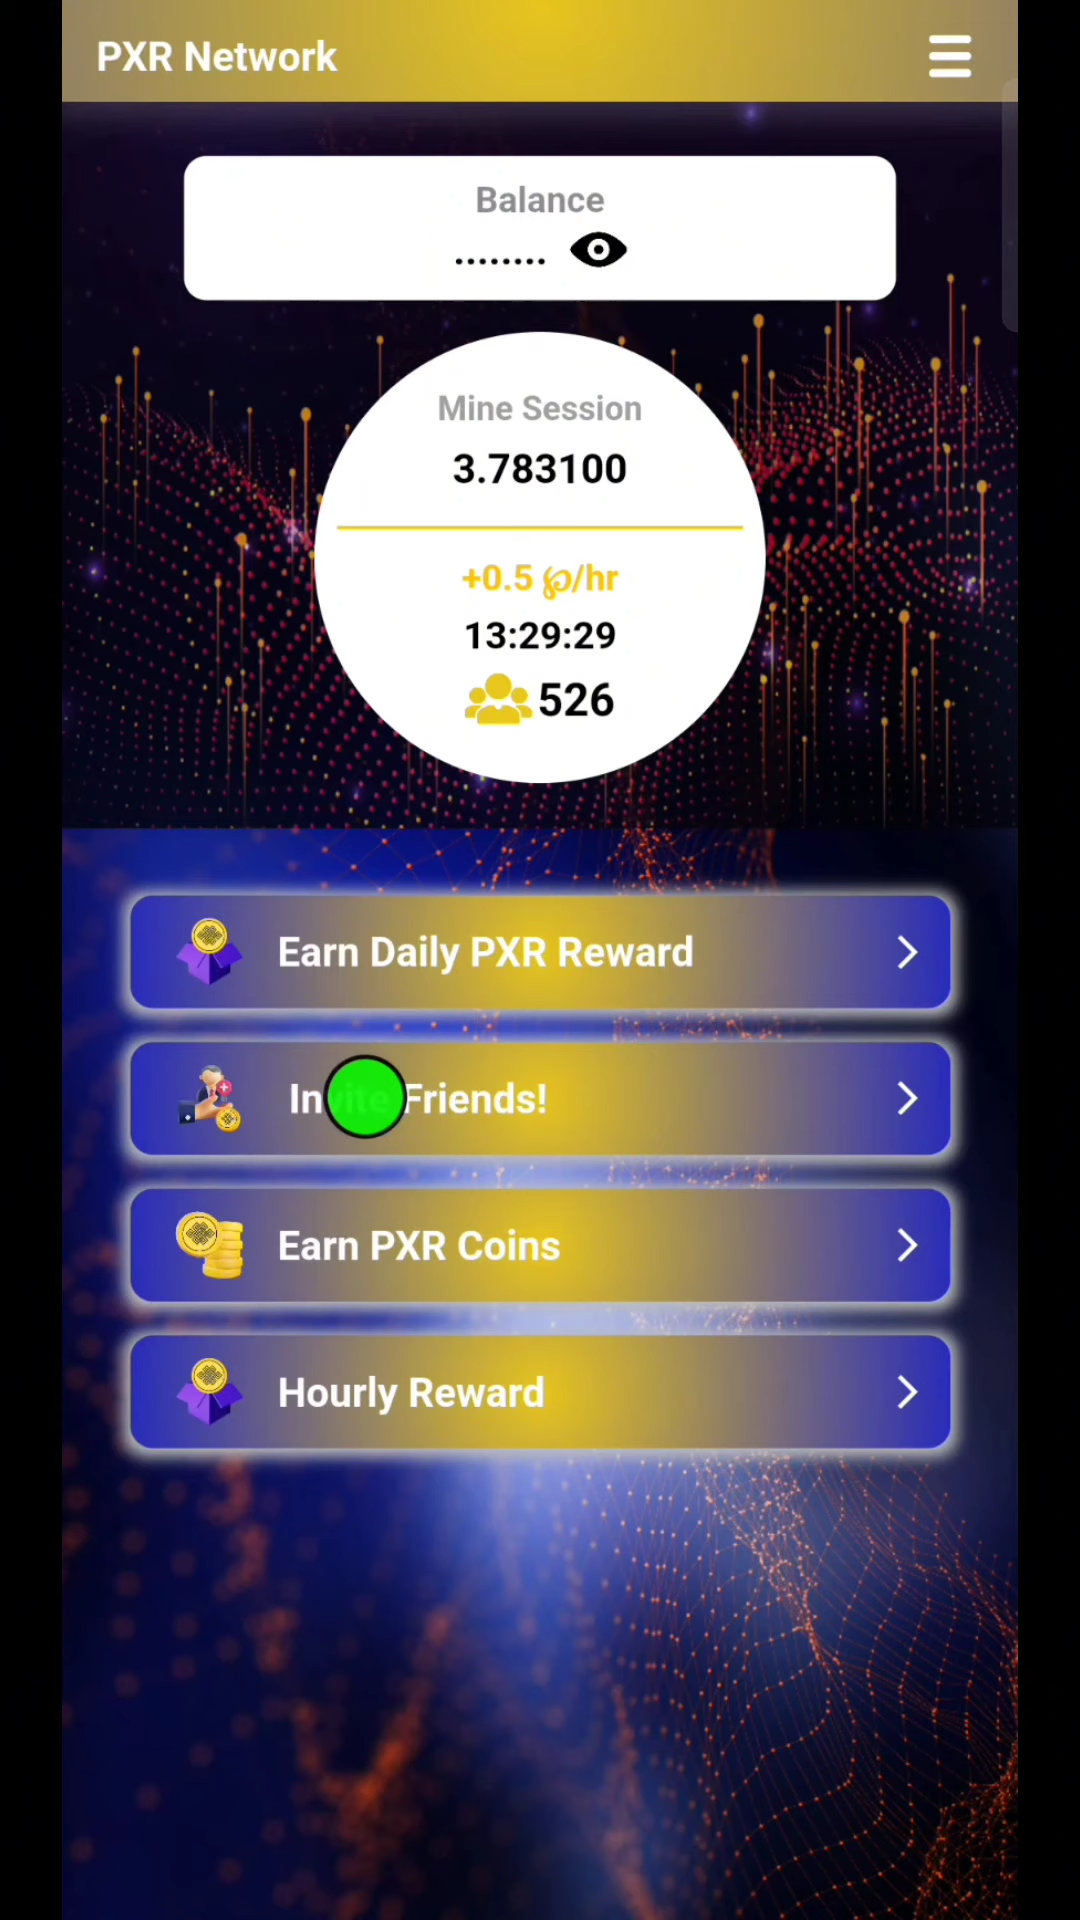 PXR Network
Balance
........
Mine Session
3.783100
+0.5 ℘/hr
13:29:29
526
Earn Daily PXR Reward
Invite Friends!
Earn PXR Coins
Hourly Reward